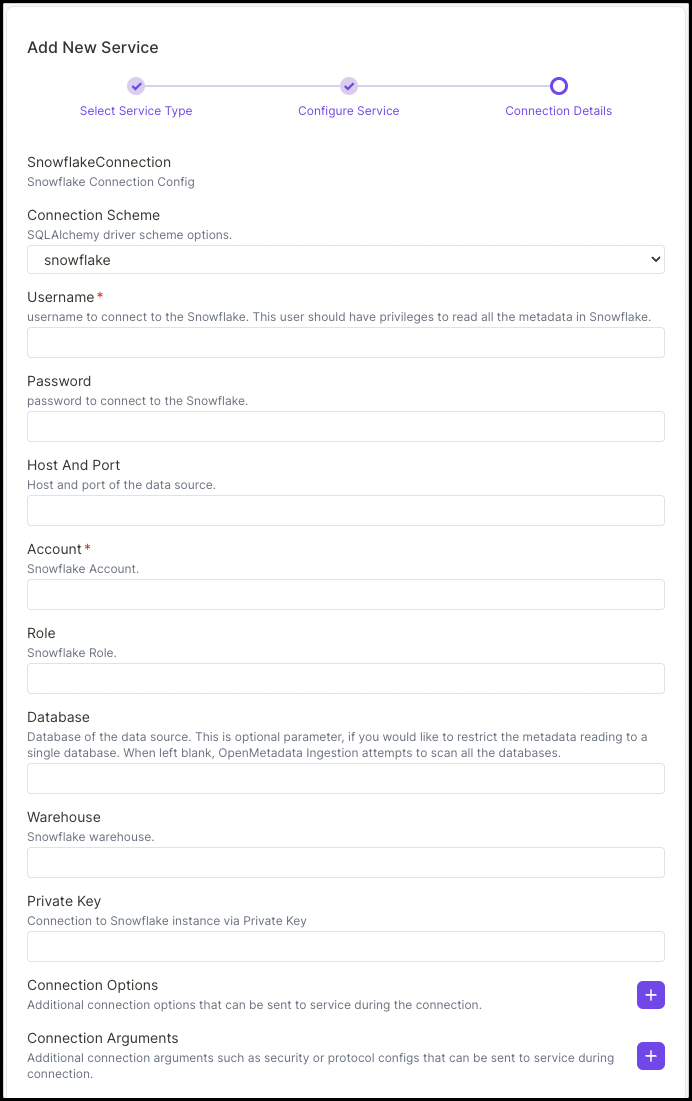 Add New Service
Select Service Type
Configure Service
Connection Details
SnowflakeConnection
Snowflake Connection Config
Connection Scheme
SQLAlchemy driver scheme options.
snowflake
Username*
username to connect to the Snowflake. This user should have privileges to read all the metadata in Snowflake.
Password
password to connect to the Snowflake.
Host And Port
Host and port of the data source.
Account*
Snowflake Account.
Role
Snowflake Role.
Database
Database of the data source. This is optional parameter, if you would like to restrict the metadata reading to a
single database. When left blank, OpenMetadata Ingestion attempts to scan all the databases.
Warehouse
Snowflake warehouse.
Private Key
Connection to Snowflake instance via Private Key
Connection Options
Additional connection options that can be sent to service during the connection.
Connection Arguments
Additional connection arguments such as security or protocol configs that can be sent to service during
connection.